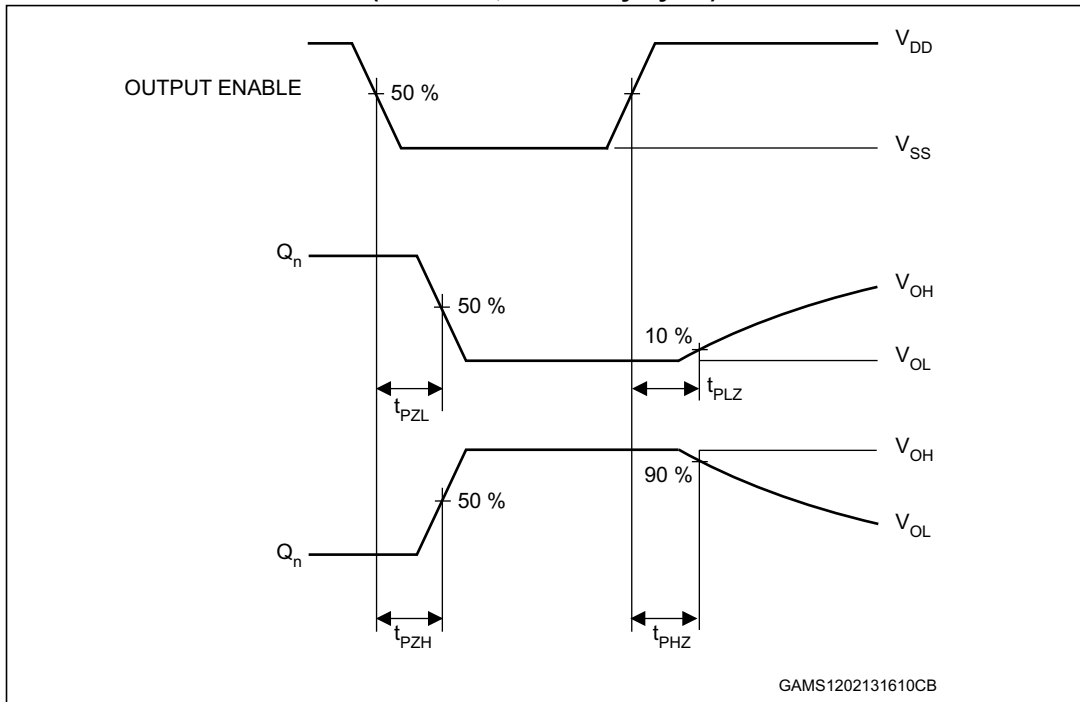 V_DD
OUTPUT ENABLE
50 %
V_SS
Q_n
50 %
V_OH
10 %
V_OL
t_PZL
t_PLZ
V_OH
90 %
50 %
V_OL
Q_n
t_PZH
t_PHZ
GAMS1202131610CB